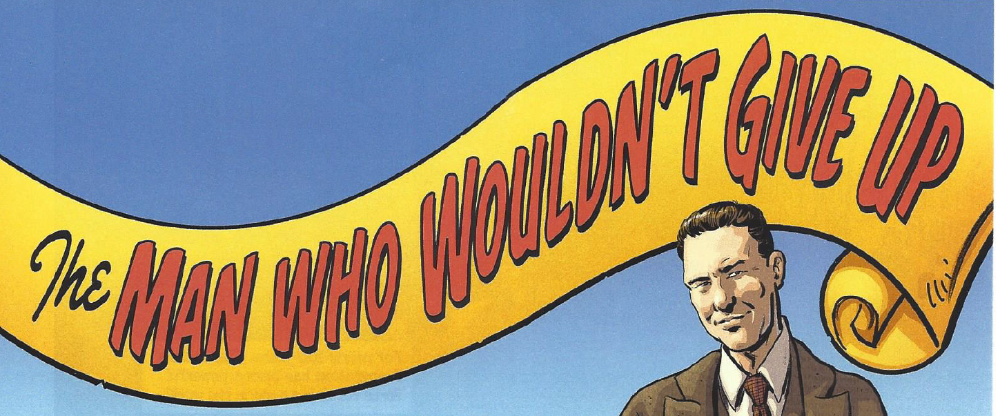 The MAN WHO WOULDN'T GIVE UP